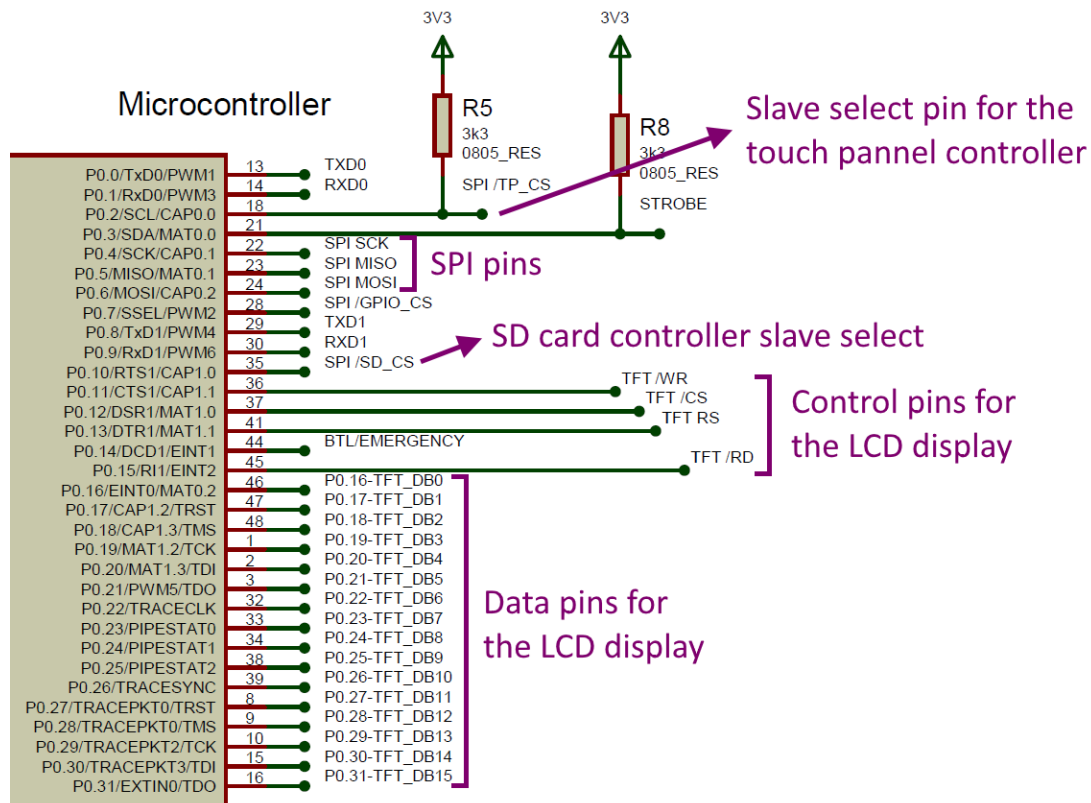 3V3
3V3
Microcontroller
R5
3k3
0805_RES
R8
3k3
0805_RES
Slave select pin for the
touch pannel controller
P0.0/TxD0/PWM1 13 TXD0
P0.1/RxD0/PWM3 14 RXD0
P0.2/SCL/CAP0.0 18 SPI /TP_CS
P0.3/SDA/MAT0.0 21 STROBE
P0.4/SCK/CAP0.1 22 SPI SCK
P0.5/MISO/MAT0.1 23 SPI MISO
P0.6/MOSI/CAP0.2 24 SPI MOSI
SPI pins
P0.7/SSEL/PWM2 28 SPI /GPIO_CS
P0.8/TxD1/PWM4 29 TXD1
P0.9/RxD1/PWM6 30 RXD1
P0.10/RTS1/CAP1.0 35 SPI /SD_CS
SD card controller slave select
P0.11/CTS1/CAP1.1 36 TFT /WR
P0.12/DSR1/MAT1.0 37 TFT /CS
P0.13/DTR1/MAT1.1 41 TFT RS
P0.14/DCD1/EINT1 44 BTL/EMERGENCY
P0.15/RI1/EINT2 45 TFT /RD
Control pins for
the LCD display
P0.16/EINT0/MAT0.2 46 P0.16-TFT_DB0
P0.17/CAP1.2/TRST 47 P0.17-TFT_DB1
P0.18/CAP1.3/TMS 48 P0.18-TFT_DB2
P0.19/MAT1.2/TCK 1 P0.19-TFT_DB3
P0.20/MAT1.3/TDI 2 P0.20-TFT_DB4
P0.21/PWM5/TDO 3 P0.21-TFT_DB5
P0.22/TRACECLK 32 P0.22-TFT_DB6
P0.23/PIPESTAT0 33 P0.23-TFT_DB7
P0.24/PIPESTAT1 34 P0.24-TFT_DB8
P0.25/PIPESTAT2 38 P0.25-TFT_DB9
P0.26/TRACESYNC 39 P0.26-TFT_DB10
P0.27/TRACEPKT0/TRST 8 P0.27-TFT_DB11
P0.28/TRACEPKT0/TMS 9 P0.28-TFT_DB12
P0.29/TRACEPKT2/TCK 10 P0.29-TFT_DB13
P0.30/TRACEPKT3/TDI 15 P0.30-TFT_DB14
P0.31/EXTIN0/TDO 16 P0.31-TFT_DB15
Data pins for
the LCD display